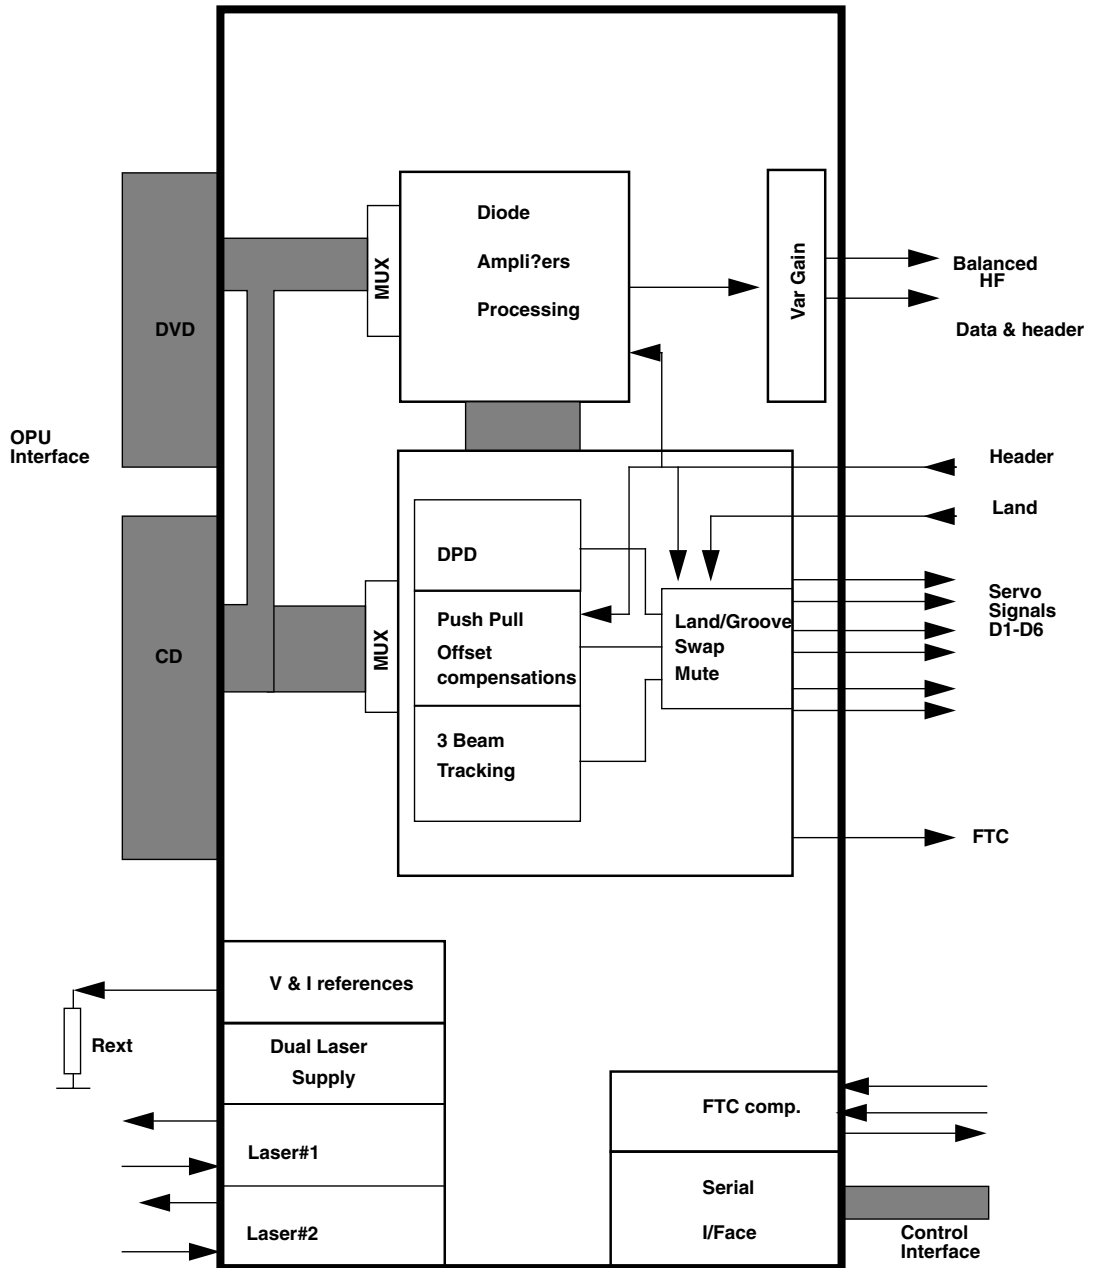 Diode
Ampli?ers
Processing
MUX
Var Gain
Balanced
HF
Data & header
DVD
OPU
Interface
Header
Land
DPD
Push Pull
Offset
compensations
3 Beam
Tracking
Land/Groove
Swap
Mute
Servo
Signals
D1-D6
MUX
CD
FTC
V & I references
Rext
Dual Laser
Supply
Laser#1
Laser#2
FTC comp.
Serial
I/Face
Control
Interface